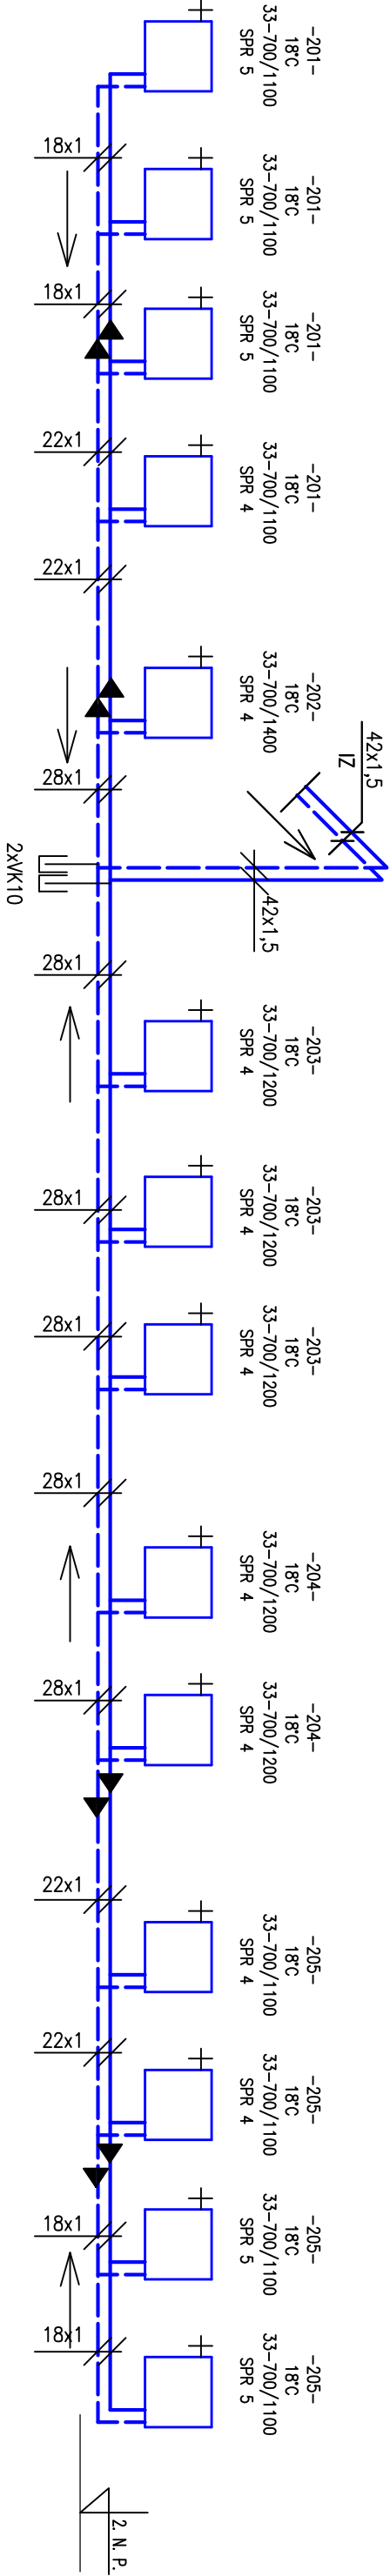 -201-
18°C
33-700/1100
SPR 5
-201-
18°C
33-700/1100
SPR 5
-201-
18°C
33-700/1100
SPR 5
-201-
18°C
33-700/1100
SPR 4
-202-
18°C
33-700/1400
SPR 4
-203-
18°C
33-700/1200
SPR 4
-203-
18°C
33-700/1200
SPR 4
-203-
18°C
33-700/1200
SPR 4
-204-
18°C
33-700/1200
SPR 4
-204-
18°C
33-700/1200
SPR 4
-205-
18°C
33-700/1100
SPR 4
-205-
18°C
33-700/1100
SPR 4
-205-
18°C
33-700/1100
SPR 5
-205-
18°C
33-700/1100
SPR 5
42x1,5
IZ
42x1,5
18x1
18x1
22x1
22x1
28x1
28x1
28x1
28x1
28x1
28x1
22x1
22x1
18x1
18x1
2xVK10
2. N. P.